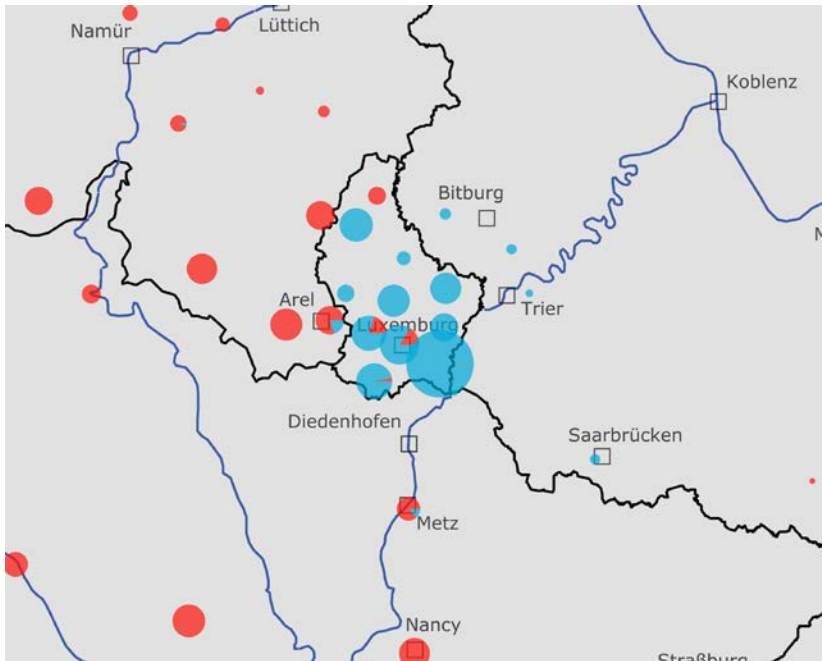 Lüttich
Namür
Koblenz
Bitburg
Arel
Trier
Luxemburg
Diedenhofen
Saarbrücken
Metz
Nancy